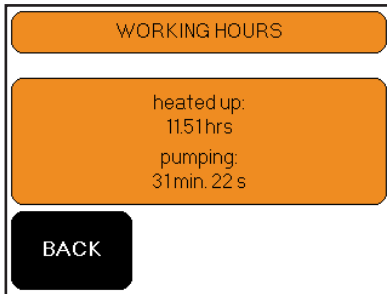 WORKING HOURS
heated up:
11.51 hrs
pumping:
31 min. 22 s
BACK